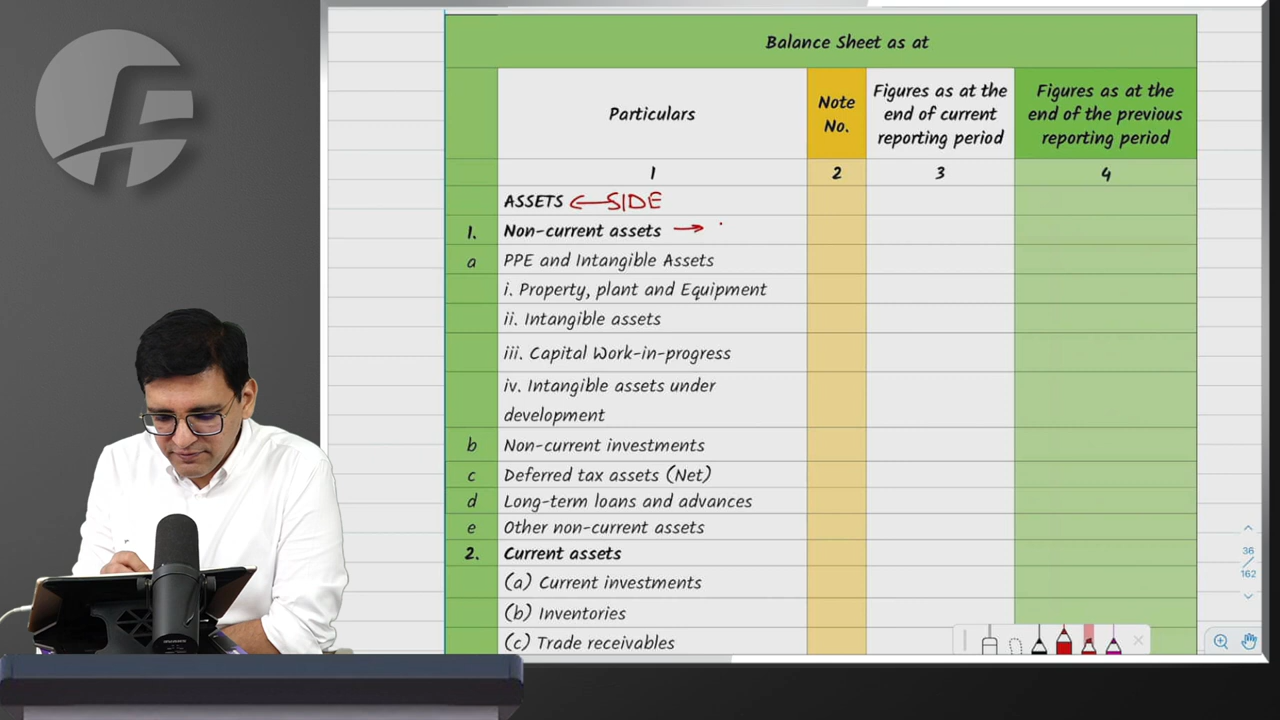 Balance Sheet as at
Particulars
Note No.
Figures as at the end of current reporting period
Figures as at the end of the previous reporting period
1 2 3 4
ASSETS ← SIDE
1. Non-current assets →
a PPE and Intangible Assets
i. Property, plant and Equipment
ii. Intangible assets
iii. Capital Work-in-progress
iv. Intangible assets under
development
b Non-current investments
c Deferred tax assets (Net)
d Long-term loans and advances
e Other non-current assets
2. Current assets
(a) Current investments
(b) Inventories
(c) Trade receivables
36
/
162